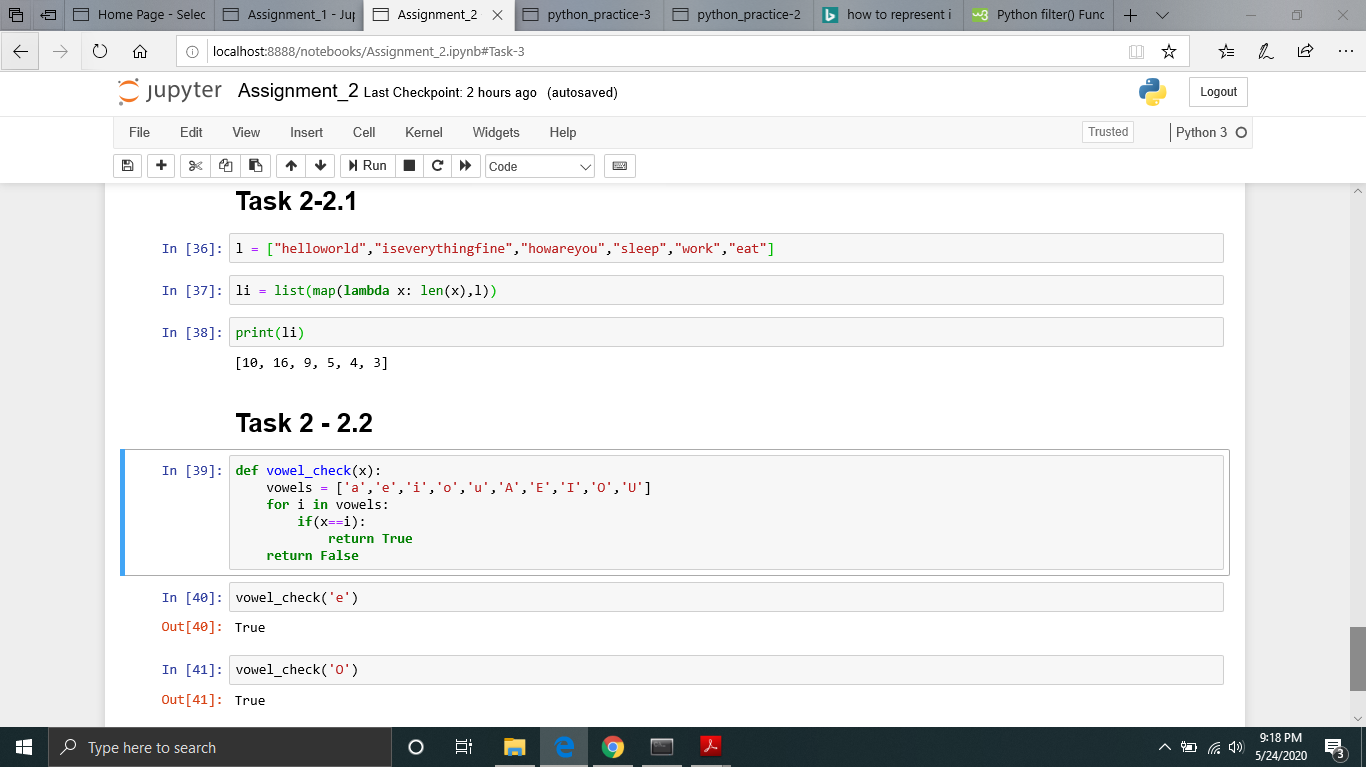 Home Page - Selec
Assignment_1 - Jup
Assignment_2
python_practice-3
python_practice-2
how to represent i
Python filter() Func
localhost:8888/notebooks/Assignment_2.ipynb#Task-3
jupyter Assignment_2 Last Checkpoint: 2 hours ago (autosaved)
Logout
File Edit View Insert Cell Kernel Widgets Help
Trusted
Python 3
Run
Code
Task 2-2.1
In [36]: l = ["helloworld","iseverythingfine","howareyou","sleep","work","eat"]
In [37]: li = list(map(lambda x: len(x),l))
In [38]: print(li)
[10, 16, 9, 5, 4, 3]
Task 2 - 2.2
In [39]: def vowel_check(x):
    vowels = ['a','e','i','o','u','A','E','I','O','U']
    for i in vowels:
        if(x==i):
            return True
    return False
In [40]: vowel_check('e')
Out[40]: True
In [41]: vowel_check('O')
Out[41]: True
Type here to search
9:18 PM
5/24/2020
3